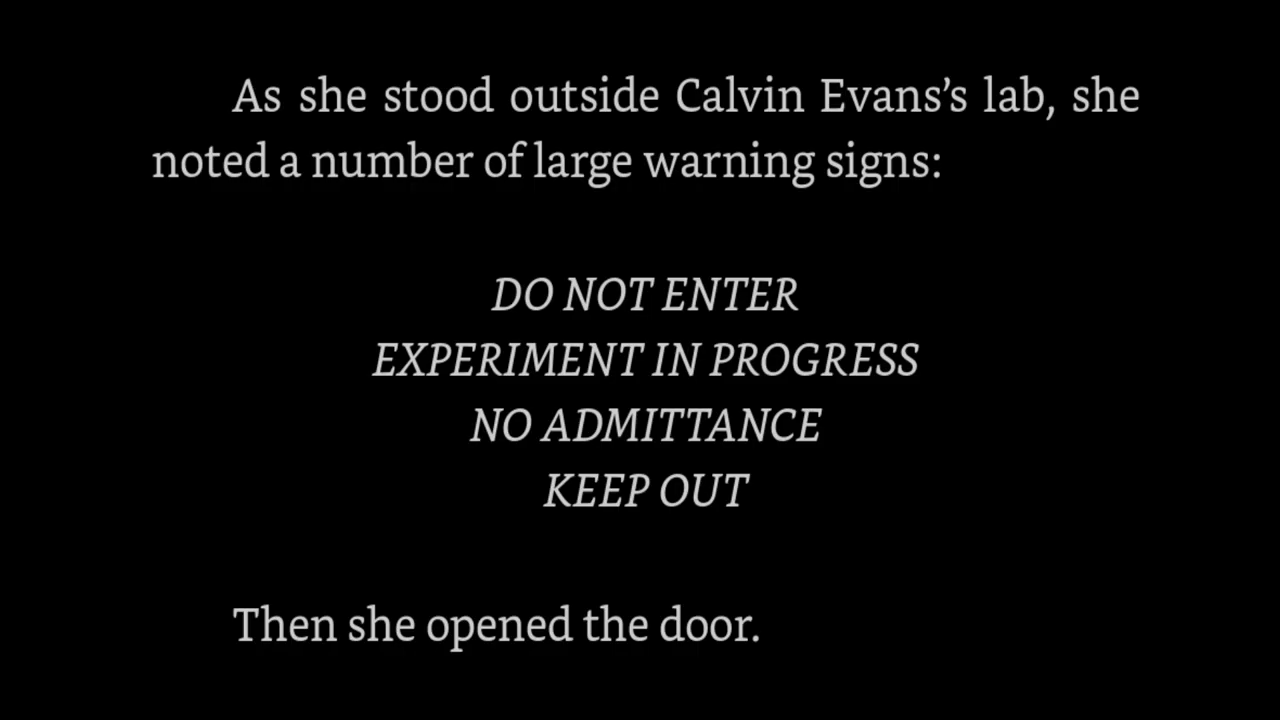 As she stood outside Calvin Evans’s lab, she
noted a number of large warning signs:
DO NOT ENTER
EXPERIMENT IN PROGRESS
NO ADMITTANCE
KEEP OUT
Then she opened the door.